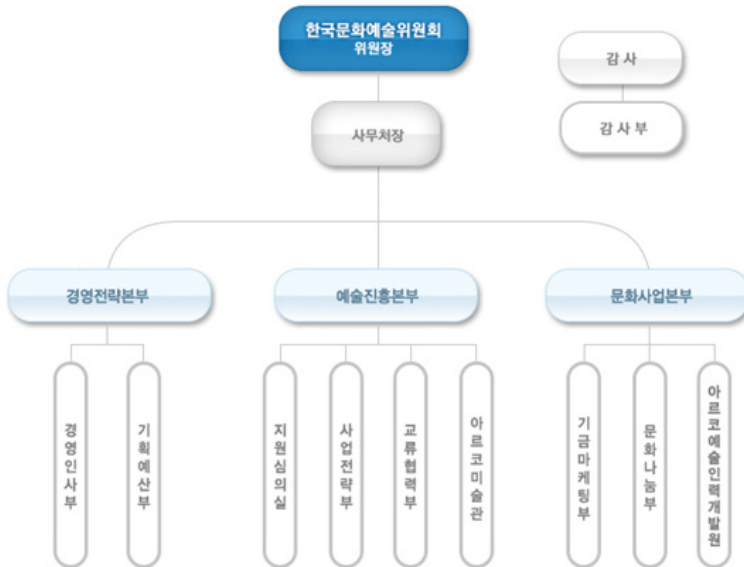 한국문화예술위원회
위원장
감 사
사무처장
감 사 부
경영전략본부
예술진흥본부
문화사업본부
경영인사부
기획예산부
지원심의실
사업전략부
교류협력부
아르코미술관
기금마케팅부
문화나눔부
아르코예술인력개발원